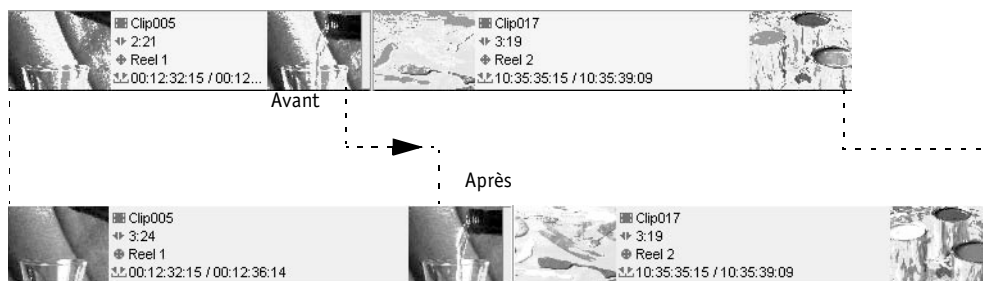 Clip005
2:21
Reel 1
00:12:32:15 / 00:12...
Clip017
3:19
Reel 2
10:35:35:15 / 10:35:39:09
Avant
Après
Clip005
3:24
Reel 1
00:12:32:15 / 00:12:36:14
Clip017
3:19
Reel 2
10:35:35:15 / 10:35:39:09